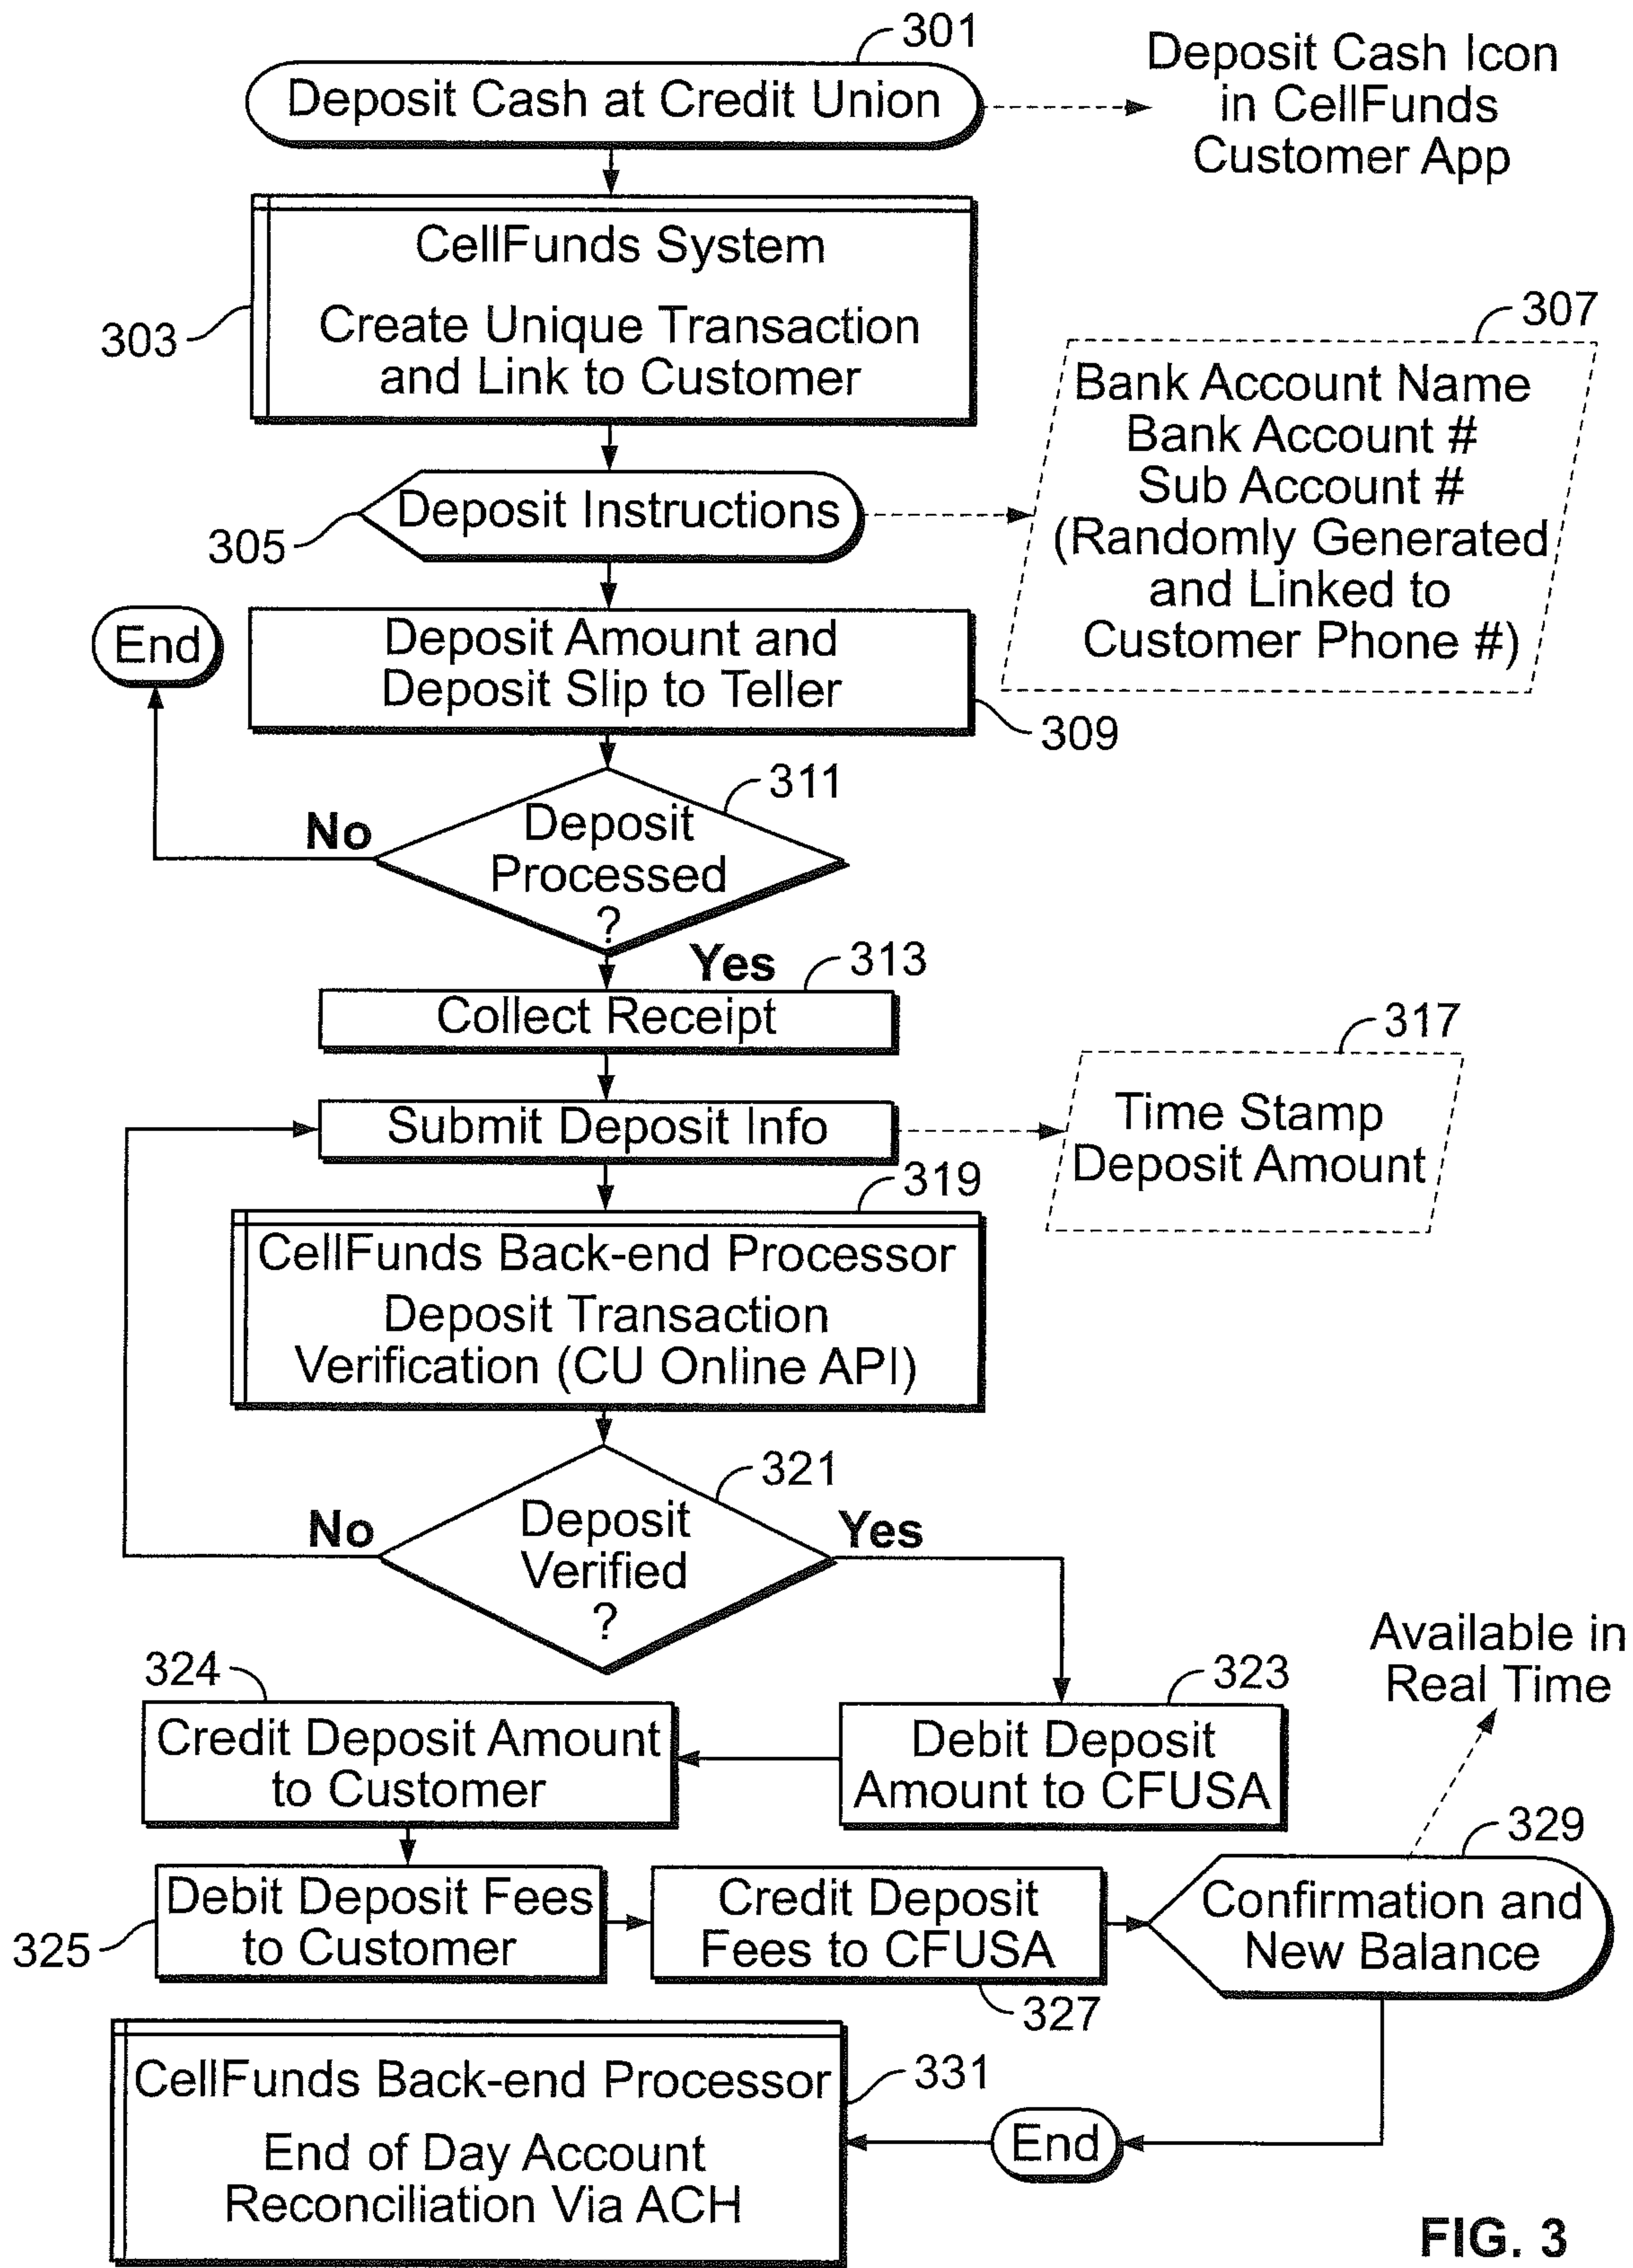 301
Deposit Cash at Credit Union
Deposit Cash Icon
in CellFunds
Customer App
CellFunds System
Create Unique Transaction
and Link to Customer
303
307
Bank Account Name
Bank Account #
Sub Account #
(Randomly Generated
and Linked to
Customer Phone #)
Deposit Instructions
305
End
Deposit Amount and
Deposit Slip to Teller
309
311
No
Deposit
Processed
?
Yes
313
Collect Receipt
317
Submit Deposit Info
Time Stamp
Deposit Amount
319
CellFunds Back-end Processor
Deposit Transaction
Verification (CU Online API)
321
No
Deposit
Verified
?
Yes
Available in
Real Time
324
323
Credit Deposit Amount
to Customer
Debit Deposit
Amount to CFUSA
329
Debit Deposit Fees
to Customer
325
Credit Deposit
Fees to CFUSA
327
Confirmation and
New Balance
CellFunds Back-end Processor
End of Day Account
Reconciliation Via ACH
331
End
FIG. 3